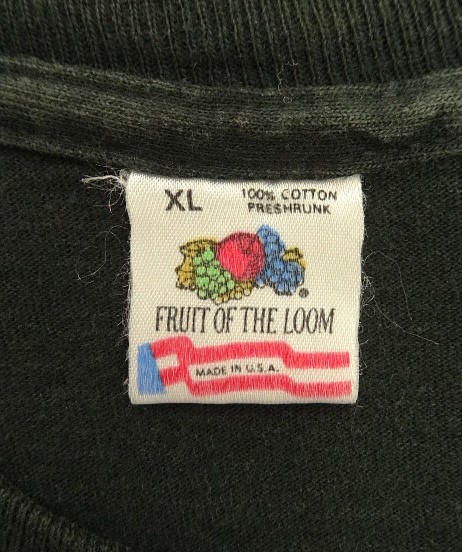 XL
100% COTTON
PRESHRUNK
®
FRUIT OF THE LOOM
MADE IN U.S.A.